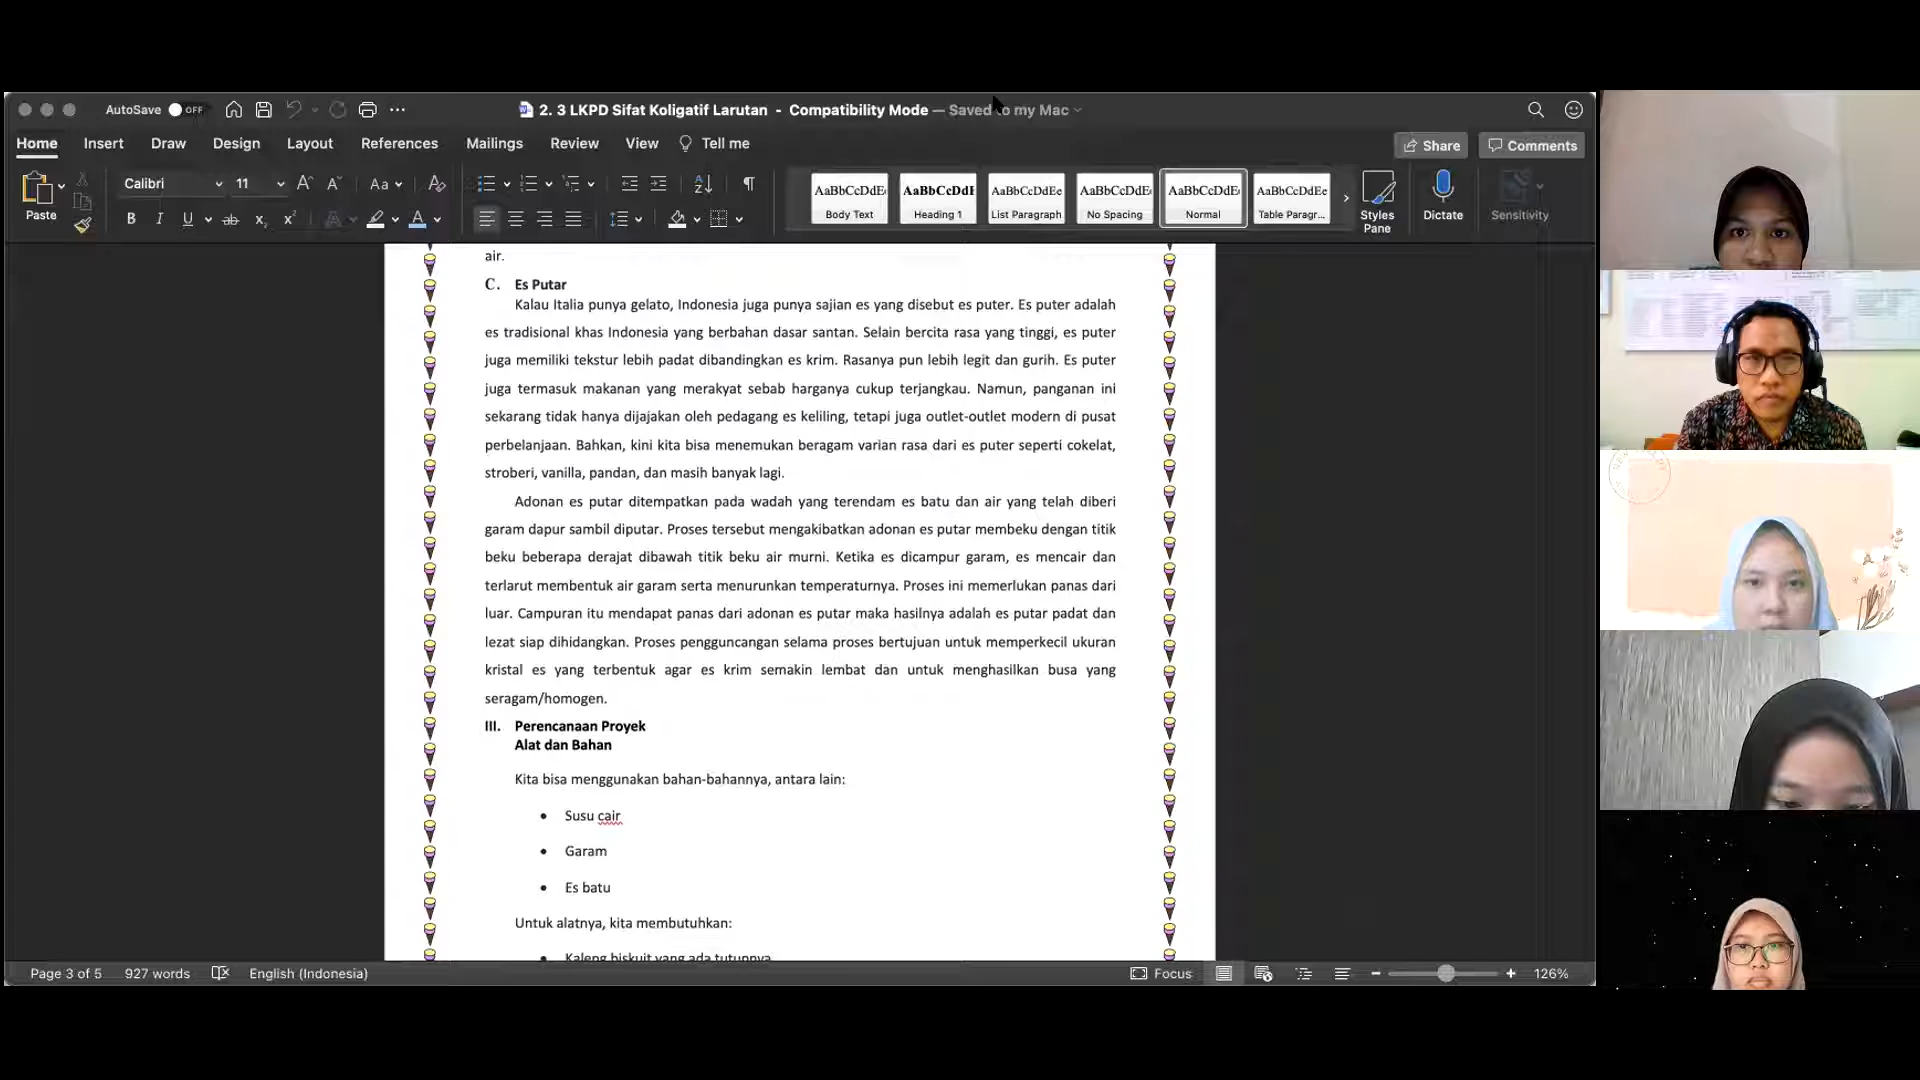 AutoSave OFF
2. 3 LKPD Sifat Koligatif Larutan - Compatibility Mode — Saved to my Mac
Home Insert Draw Design Layout References Mailings Review View Tell me
Share Comments
Paste
Calibri 11
AaBbCcDdEe Body Text
AaBbCcDdE Heading 1
AaBbCcDdEe List Paragraph
AaBbCcDdE No Spacing
AaBbCcDdE Normal
AaBbCcDdEe Table Paragr...
Styles Pane
Dictate
Sensitivity
air.
C. Es Putar
Kalau Italia punya gelato, Indonesia juga punya sajian es yang disebut es puter. Es puter adalah
es tradisional khas Indonesia yang berbahan dasar santan. Selain bercita rasa yang tinggi, es puter
juga memiliki tekstur lebih padat dibandingkan es krim. Rasanya pun lebih legit dan gurih. Es puter
juga termasuk makanan yang merakyat sebab harganya cukup terjangkau. Namun, panganan ini
sekarang tidak hanya dijajakan oleh pedagang es keliling, tetapi juga outlet-outlet modern di pusat
perbelanjaan. Bahkan, kini kita bisa menemukan beragam varian rasa dari es puter seperti cokelat,
stroberi, vanilla, pandan, dan masih banyak lagi.
Adonan es putar ditempatkan pada wadah yang terendam es batu dan air yang telah diberi
garam dapur sambil diputar. Proses tersebut mengakibatkan adonan es putar membeku dengan titik
beku beberapa derajat dibawah titik beku air murni. Ketika es dicampur garam, es mencair dan
terlarut membentuk air garam serta menurunkan temperaturnya. Proses ini memerlukan panas dari
luar. Campuran itu mendapat panas dari adonan es putar maka hasilnya adalah es putar padat dan
lezat siap dihidangkan. Proses pengguncangan selama proses bertujuan untuk memperkecil ukuran
kristal es yang terbentuk agar es krim semakin lembat dan untuk menghasilkan busa yang
seragam/homogen.
III. Perencanaan Proyek
Alat dan Bahan
Kita bisa menggunakan bahan-bahannya, antara lain:
• Susu cair
• Garam
• Es batu
Untuk alatnya, kita membutuhkan:
• Kaleng biskuit yang ada tutupnya
Page 3 of 5 927 words English (Indonesia)
Focus 126%